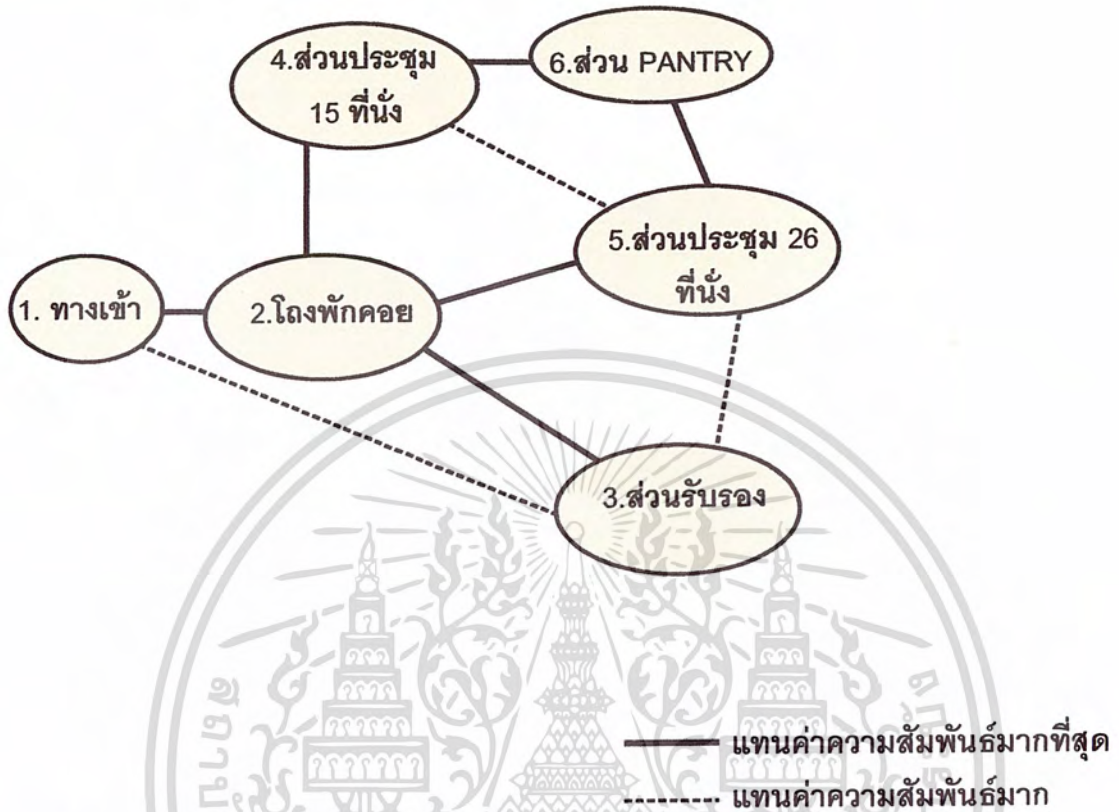 4.ส่วนประชุม
15 ที่นั่ง
6.ส่วน PANTRY
5.ส่วนประชุม 26
ที่นั่ง
1. ทางเข้า
2.โถงพักคอย
3.ส่วนรับรอง
แทนค่าความสัมพันธ์มากที่สุด
แทนค่าความสัมพันธ์มาก